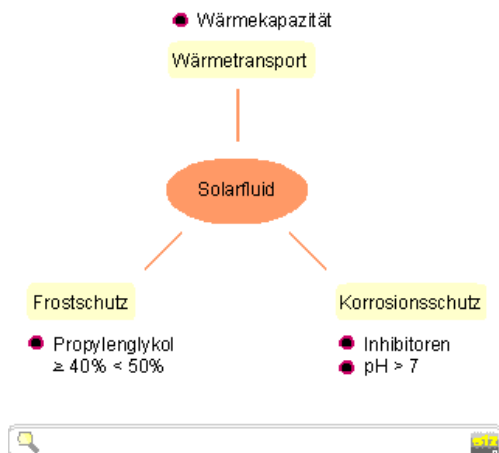 Wärmekapazität
Wärmetransport
Solarfluid
Frostschutz
Propylenglykol
≥ 40% < 50%
Korrosionsschutz
Inhibitoren
pH > 7